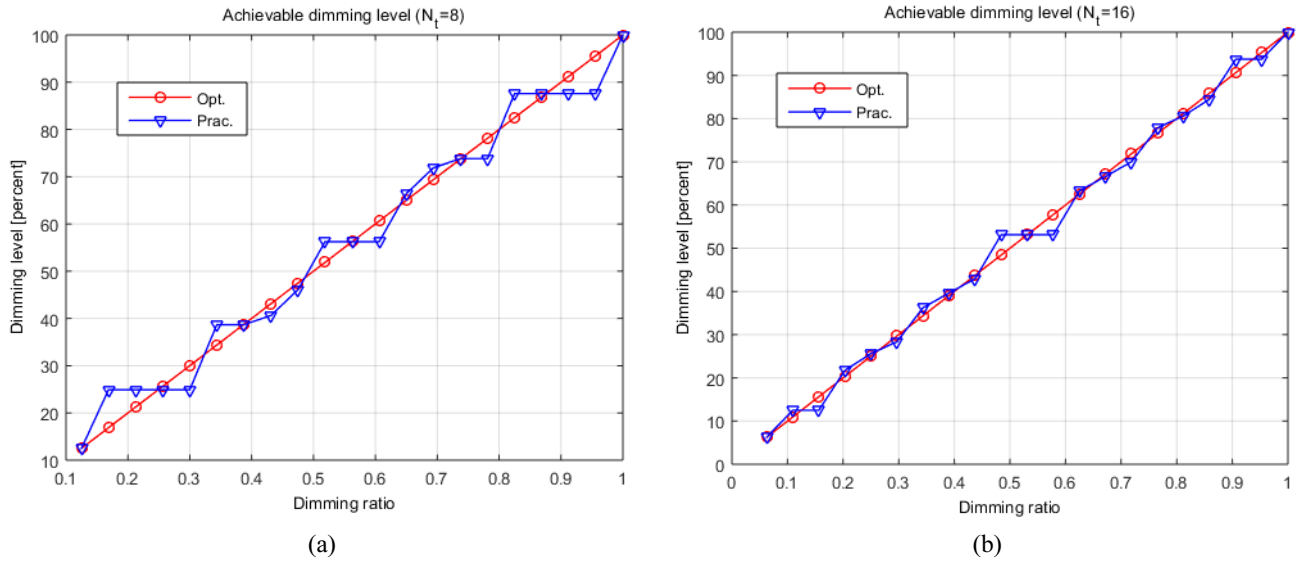 Achievable dimming level (N_t=8)
100
90
80
70
60
50
40
30
20
10
Dimming level [percent]
Opt.
Prac.
0.1 0.2 0.3 0.4 0.5 0.6 0.7 0.8 0.9 1
Dimming ratio
(a)
Achievable dimming level (N_t=16)
100
90
80
70
60
50
40
30
20
10
0
Dimming level [percent]
Opt.
Prac.
0 0.1 0.2 0.3 0.4 0.5 0.6 0.7 0.8 0.9 1
Dimming ratio
(b)